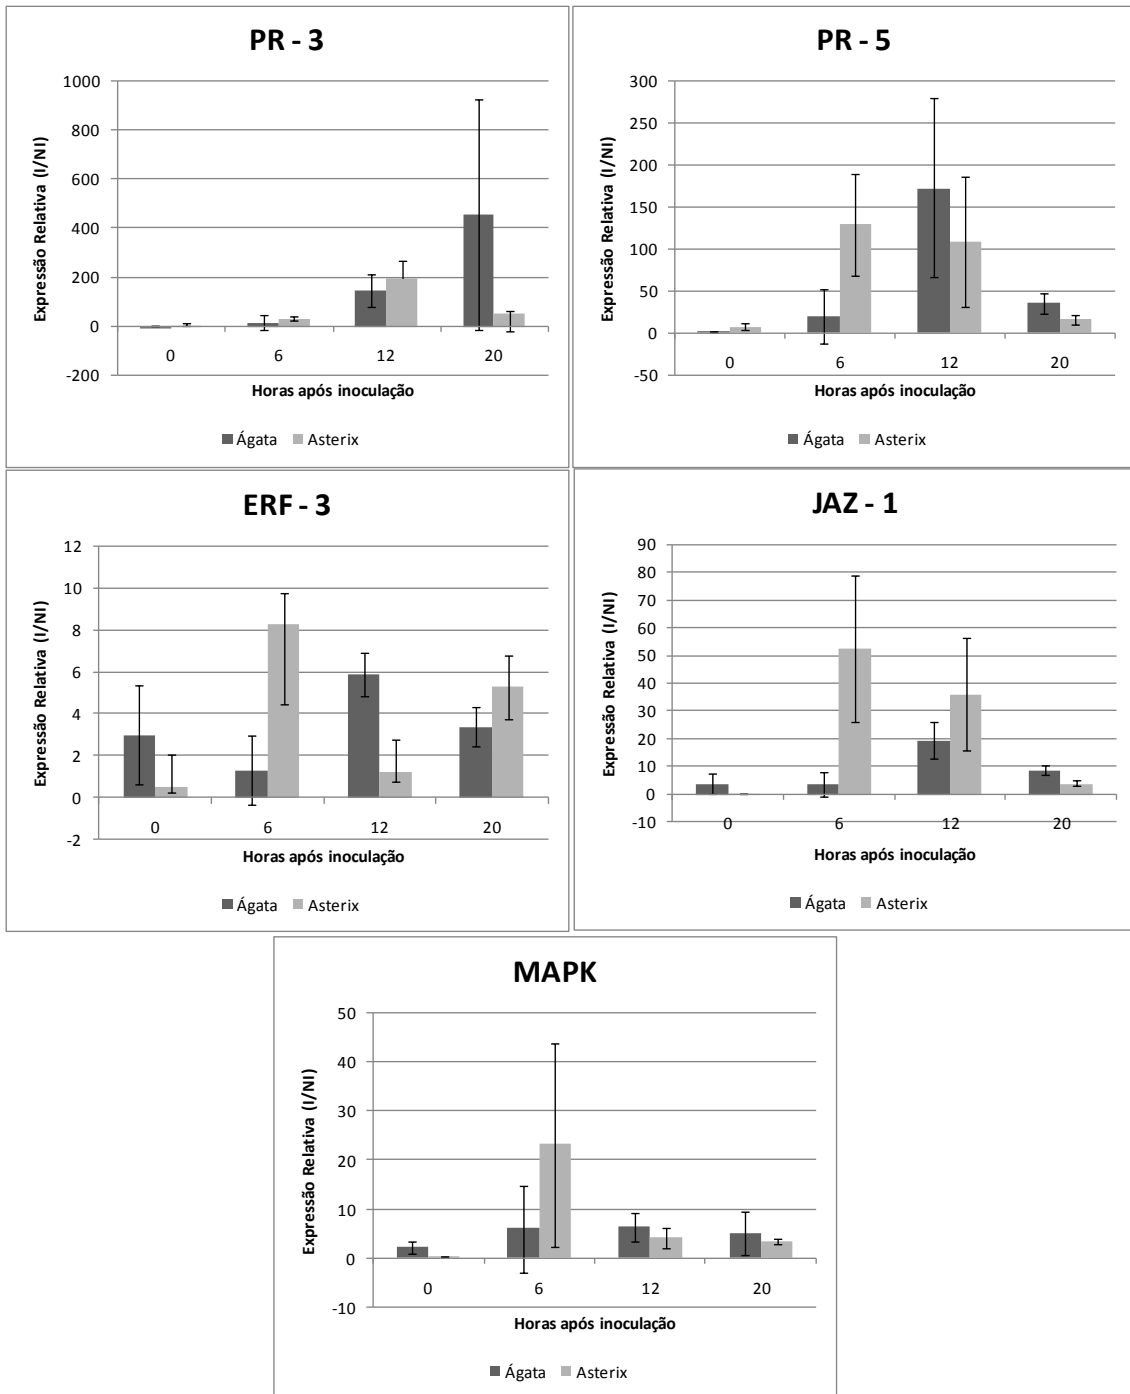 PR - 3
1000
800
600
400
200
0
-200
Expressão Relativa (I/NI)
0 6 12 20
Horas após inoculação
Ágata Asterix
PR - 5
300
250
200
150
100
50
0
-50
Expressão Relativa (I/NI)
0 6 12 20
Horas após inoculação
Ágata Asterix
ERF - 3
12
10
8
6
4
2
0
-2
Expressão Relativa (I/NI)
0 6 12 20
Horas após inoculação
Ágata Asterix
JAZ - 1
90
80
70
60
50
40
30
20
10
0
-10
Expressão Relativa (I/NI)
0 6 12 20
Horas após inoculação
Ágata Asterix
MAPK
50
40
30
20
10
0
-10
Expressão Relativa (I/NI)
0 6 12 20
Horas após inoculação
Ágata Asterix